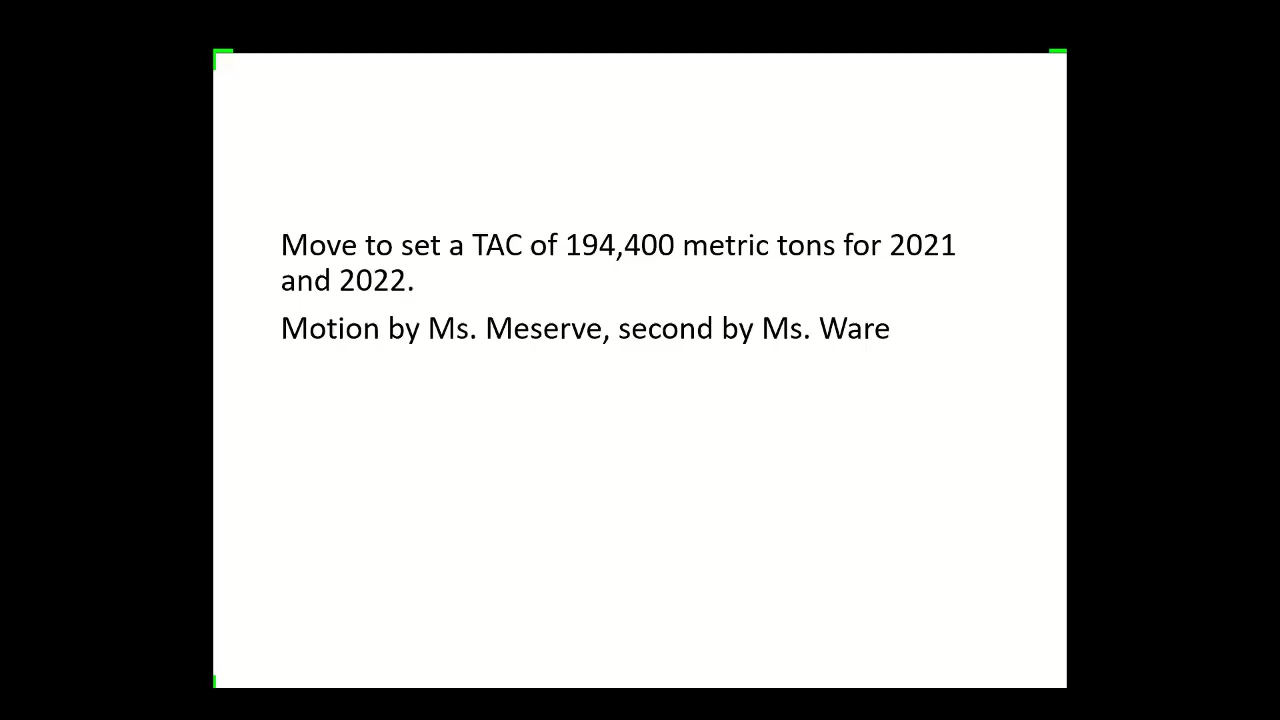 Move to set a TAC of 194,400 metric tons for 2021
and 2022.
Motion by Ms. Meserve, second by Ms. Ware